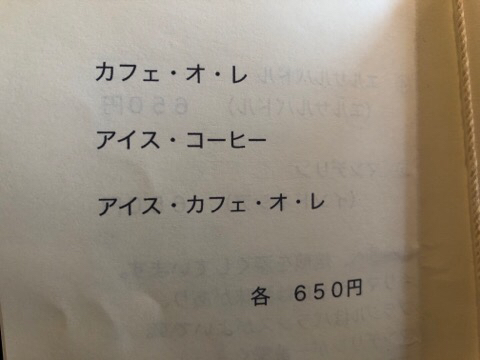 カフェ・オ・レ
アイス・コーヒー
アイス・カフェ・オ・レ
各 650円